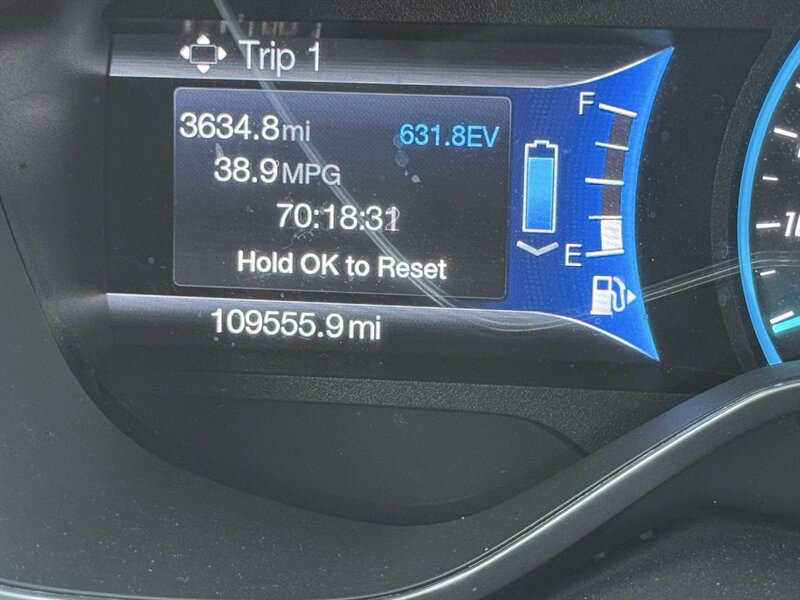 Trip 1
3634.8mi 631.8EV
38.9MPG
70:18:31
Hold OK to Reset
109555.9mi
F
E